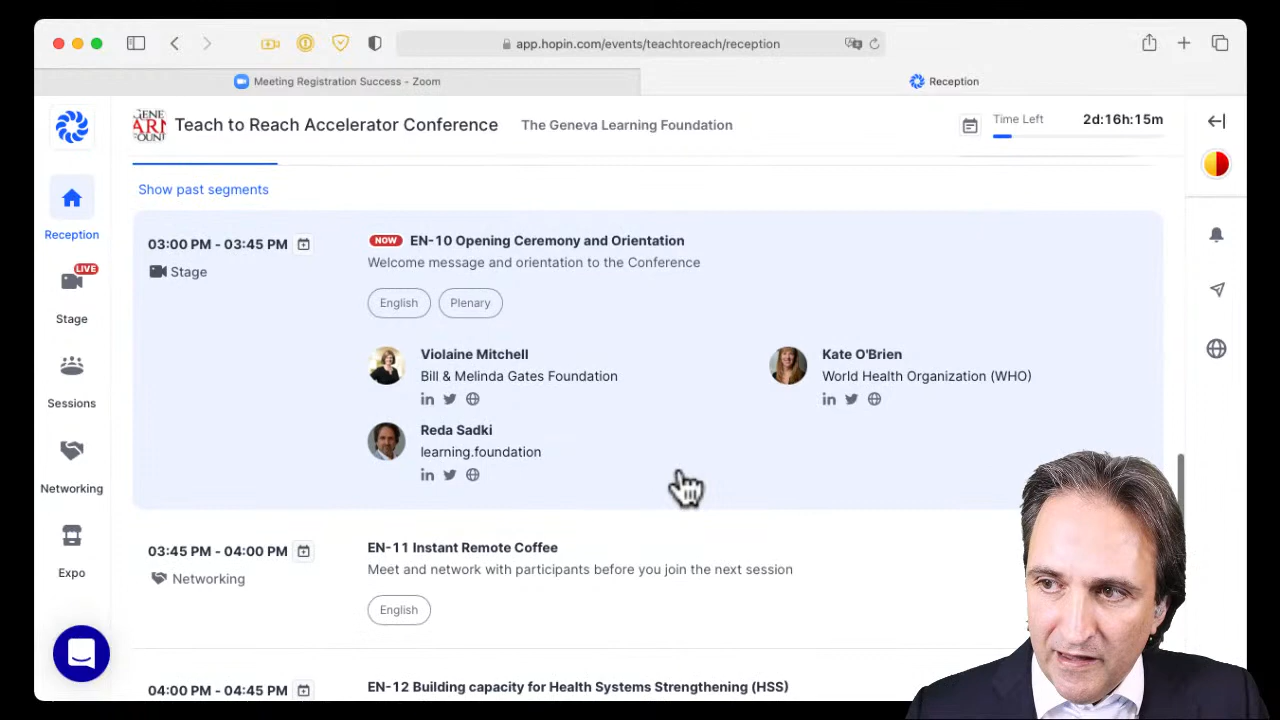 app.hopin.com/events/teachtoreach/reception
Meeting Registration Success - Zoom
Reception
Teach to Reach Accelerator Conference
The Geneva Learning Foundation
Time Left
2d:16h:15m
Show past segments
Reception
LIVE
Stage
Sessions
Networking
Expo
03:00 PM - 03:45 PM
Stage
NOW EN-10 Opening Ceremony and Orientation
Welcome message and orientation to the Conference
English
Plenary
Violaine Mitchell
Bill & Melinda Gates Foundation
Kate O'Brien
World Health Organization (WHO)
Reda Sadki
learning.foundation
03:45 PM - 04:00 PM
Networking
EN-11 Instant Remote Coffee
Meet and network with participants before you join the next session
English
04:00 PM - 04:45 PM
EN-12 Building capacity for Health Systems Strengthening (HSS)